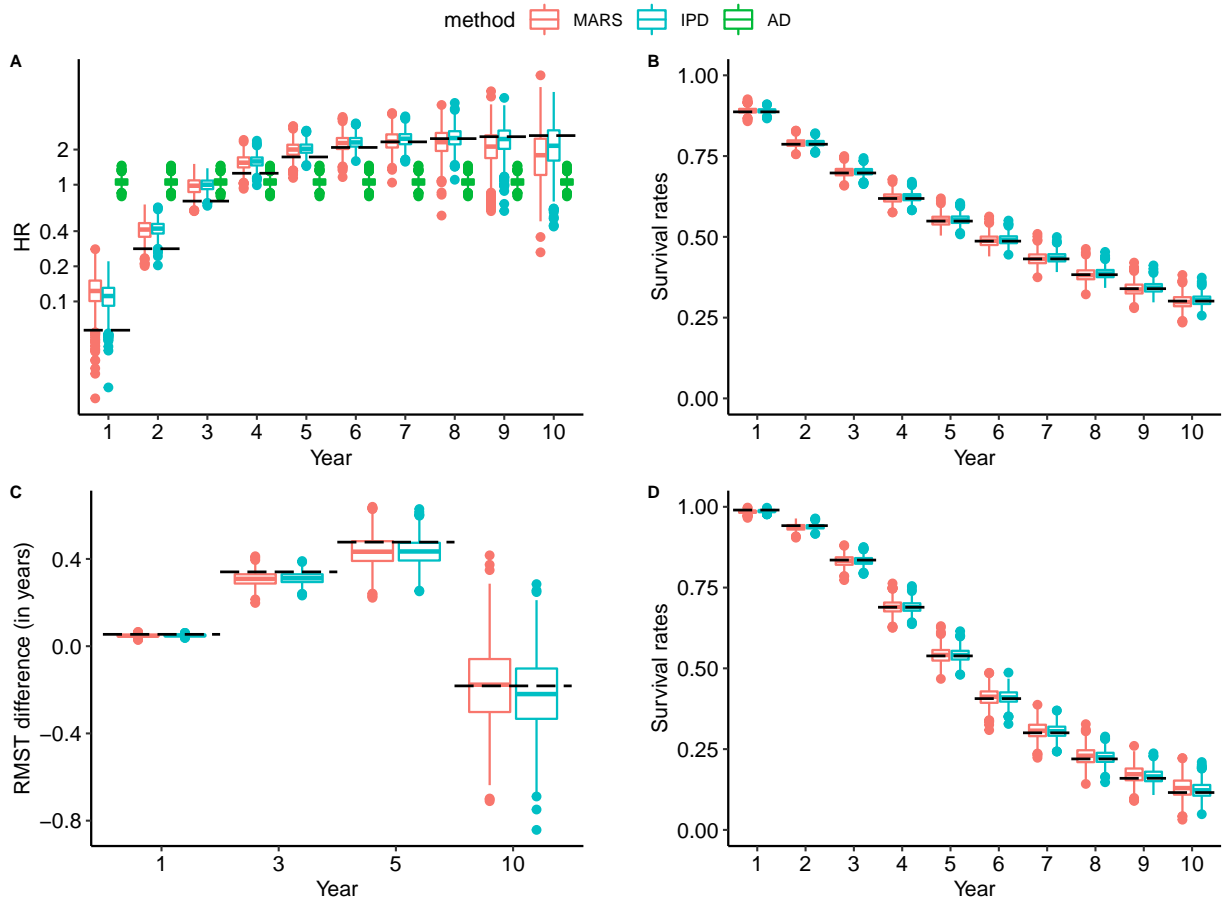 method MARS IPD AD
A
HR
2
1
0.4
0.2
0.1
1 2 3 4 5 6 7 8 9 10
Year
B
Survival rates
1.00
0.75
0.50
0.25
0.00
1 2 3 4 5 6 7 8 9 10
Year
C
RMST difference (in years)
0.4
0.0
−0.4
−0.8
1 3 5 10
Year
D
Survival rates
1.00
0.75
0.50
0.25
0.00
1 2 3 4 5 6 7 8 9 10
Year